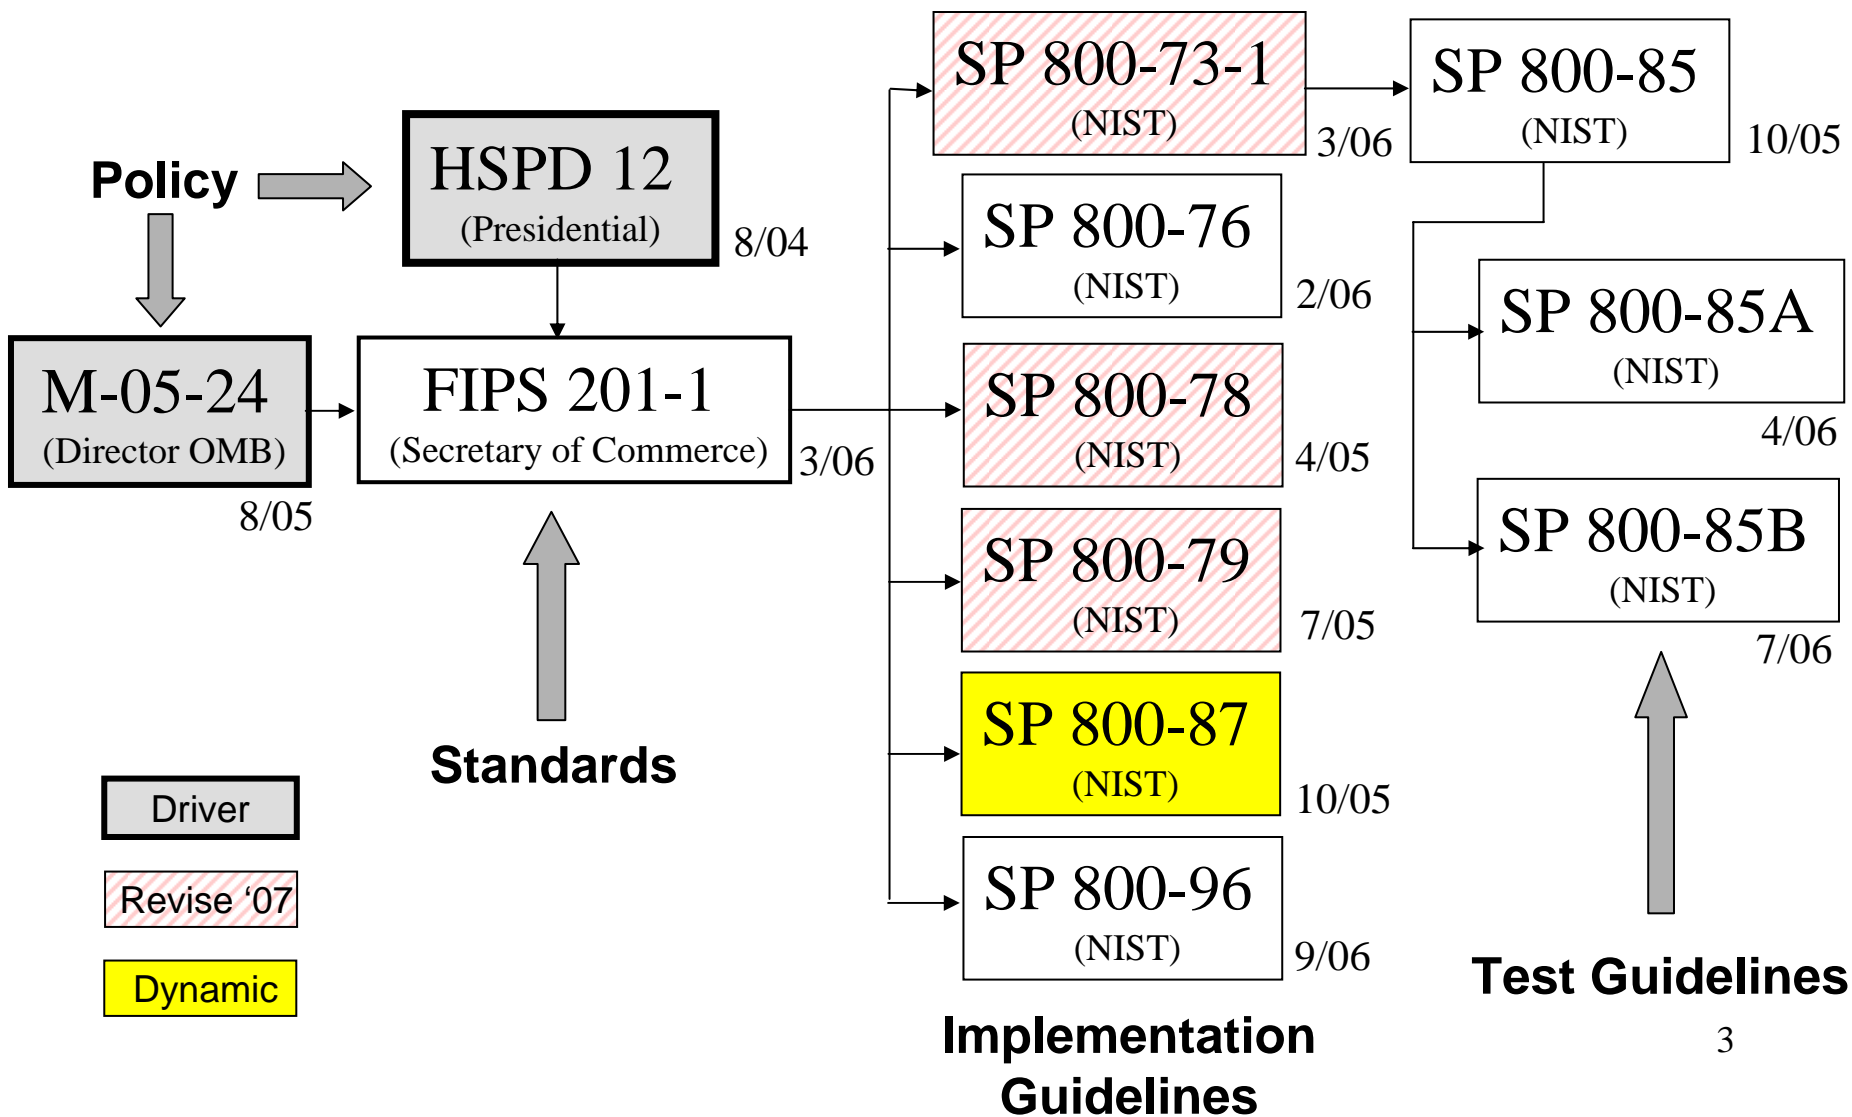 Policy
HSPD 12
(Presidential)
8/04
M-05-24
(Director OMB)
8/05
FIPS 201-1
(Secretary of Commerce)
3/06
Standards
Driver
Revise ‘07
Dynamic
SP 800-73-1
(NIST)
3/06
SP 800-76
(NIST)
2/06
SP 800-78
(NIST)
4/05
SP 800-79
(NIST)
7/05
SP 800-87
(NIST)
10/05
SP 800-96
(NIST)
9/06
Implementation
Guidelines
SP 800-85
(NIST)
10/05
SP 800-85A
(NIST)
4/06
SP 800-85B
(NIST)
7/06
Test Guidelines
3